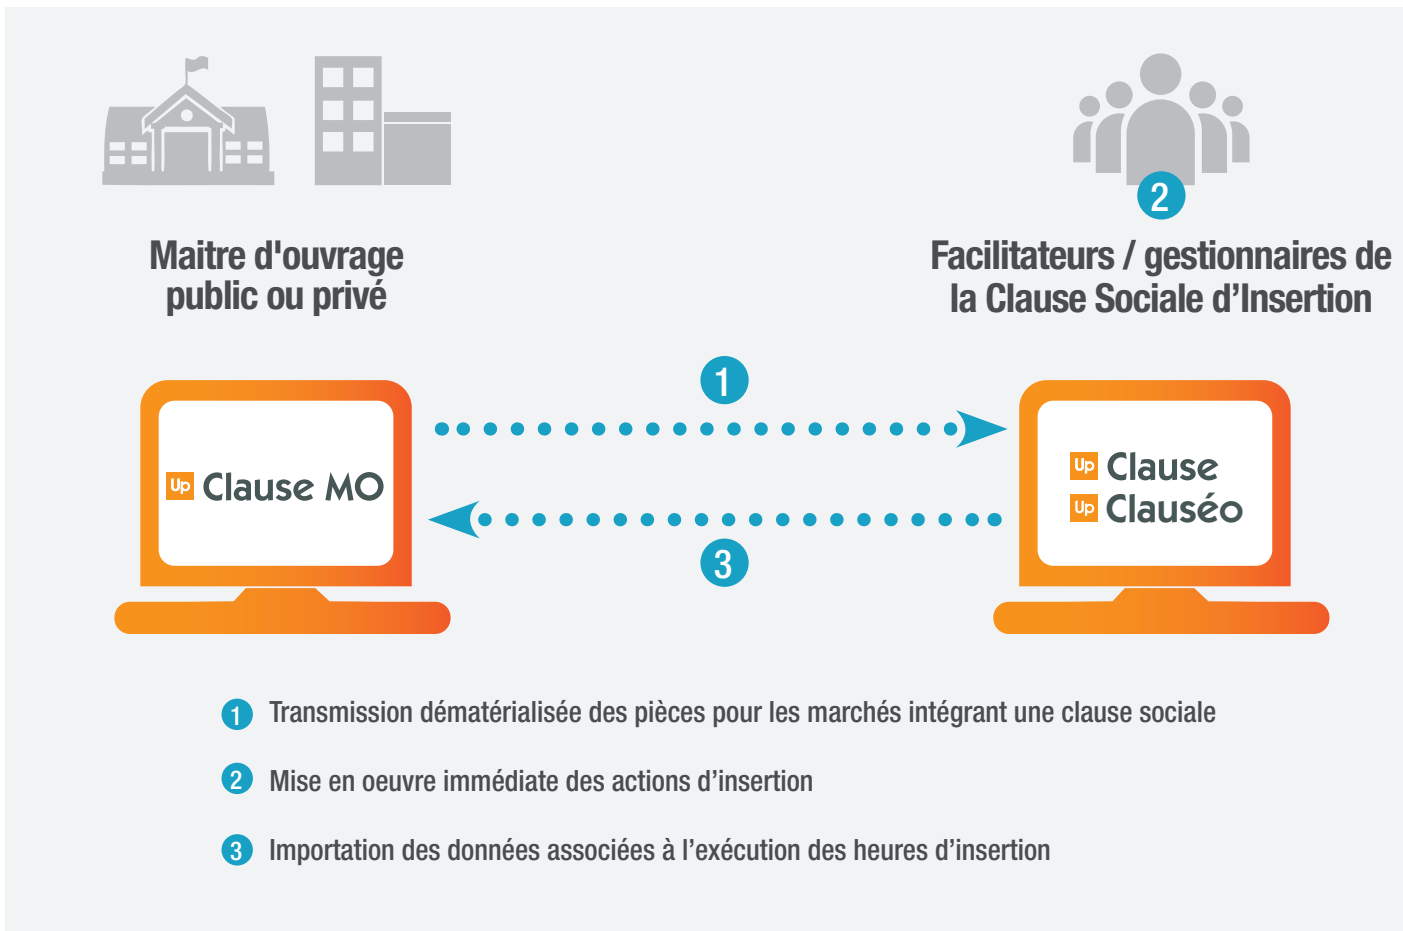 2
Maitre d'ouvrage
public ou privé
Facilitateurs / gestionnaires de
la Clause Sociale d’Insertion
1
Up Clause MO
Up Clause
Up Clauséo
3
1 Transmission dématérialisée des pièces pour les marchés intégrant une clause sociale
2 Mise en oeuvre immédiate des actions d’insertion
3 Importation des données associées à l’exécution des heures d’insertion